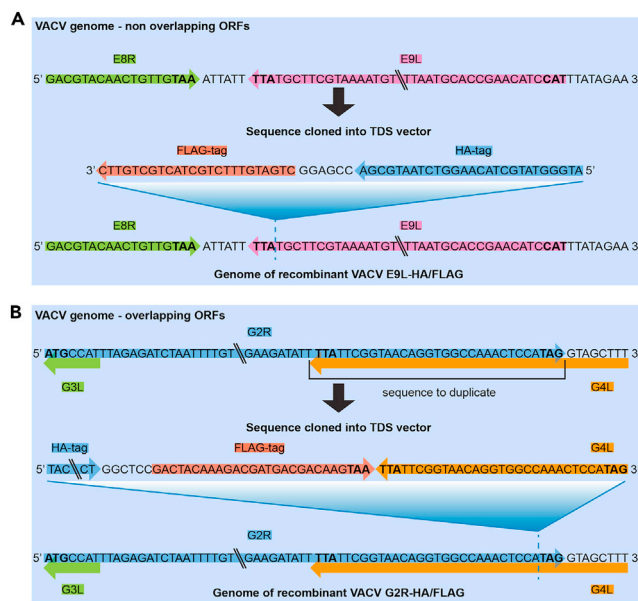 A
VACV genome - non overlapping ORFs
E8R E9L
5' GACGTACAACTGTTGTAA ATTATT TTATGCTTCGTAAAATGT TTAATGCACCGAACATCCATTTATAGAA 3
Sequence cloned into TDS vector
FLAG-tag HA-tag
3' CTTGTCGTCATCGTCTTTGTAGTC GGAGCC AGCGTAATCTGGAACATCGTATGGGTA 5'
E8R E9L
5' GACGTACAACTGTTGTAA ATTATT TTATGCTTCGTAAAATGT TTAATGCACCGAACATCCATTTATAGAA 3
Genome of recombinant VACV E9L-HA/FLAG
B
VACV genome - overlapping ORFs
G2R
5' ATGCCATTTAGAGATCTAATTTTGT GAAGATATT TTATTCGGTAACAGGTGGCCAAACTCCATAG GTAGCTTT 3
G3L sequence to duplicate G4L
Sequence cloned into TDS vector
HA-tag FLAG-tag G4L
5' TAC CT GGCTCC GACTACAAAGACGATGACGACAAGTAA TTATTCGGTAACAGGTGGCCAAACTCCATAG 3
G2R
5' ATGCCATTTAGAGATCTAATTTTGT GAAGATATT TTATTCGGTAACAGGTGGCCAAACTCCATAG GTAGCTTT 3
G3L Genome of recombinant VACV G2R-HA/FLAG G4L